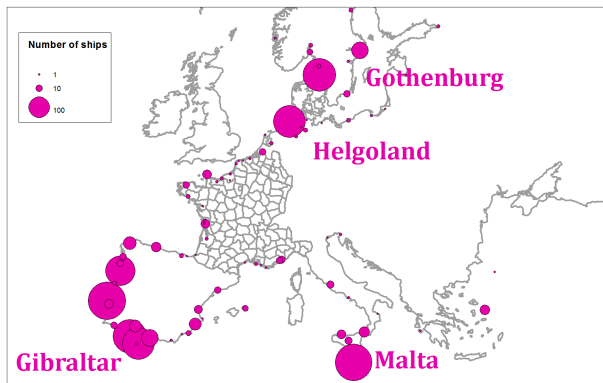 Number of ships
1
10
100
Gothenburg
Helgoland
Gibraltar
Malta